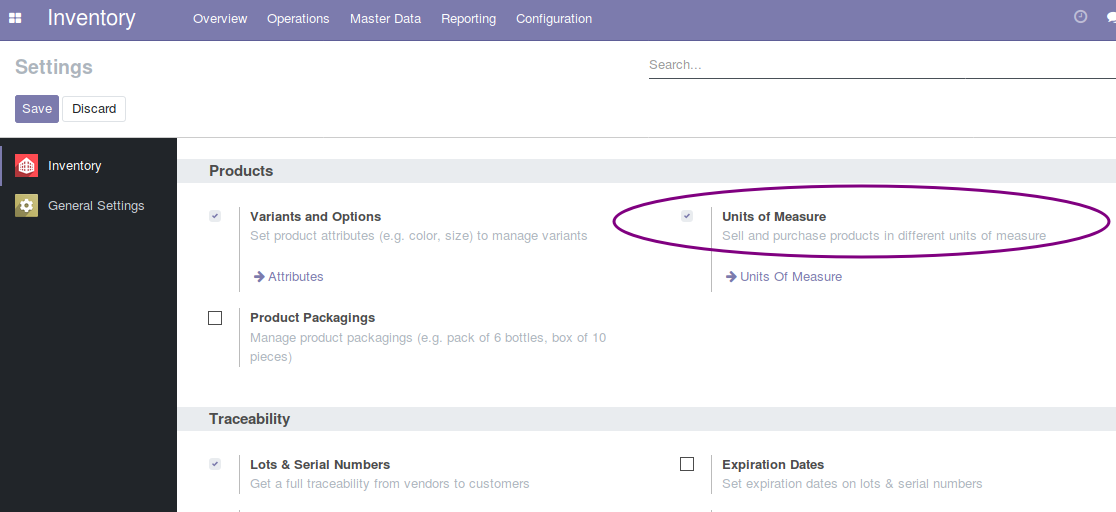 Inventory
Overview Operations Master Data Reporting Configuration
Settings
Search...
Save Discard
Inventory
General Settings
Products
Variants and Options
Set product attributes (e.g. color, size) to manage variants
Attributes
Units of Measure
Sell and purchase products in different units of measure
Units Of Measure
Product Packagings
Manage product packagings (e.g. pack of 6 bottles, box of 10
pieces)
Traceability
Lots & Serial Numbers
Get a full traceability from vendors to customers
Expiration Dates
Set expiration dates on lots & serial numbers